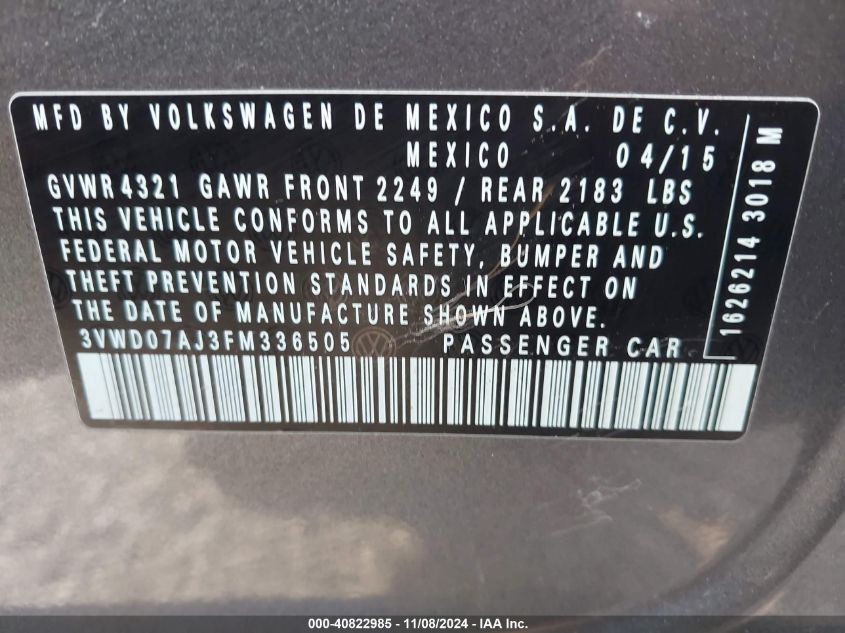 MFD BY VOLKSWAGEN DE MEXICO S.A. DE C.V.
MEXICO 04/15
GVWR 4321 GAWR FRONT 2249 / REAR 2183 LBS
THIS VEHICLE CONFORMS TO ALL APPLICABLE U.S.
FEDERAL MOTOR VEHICLE SAFETY, BUMPER AND
THEFT PREVENTION STANDARDS IN EFFECT ON
THE DATE OF MANUFACTURE SHOWN ABOVE.
3VWD07AJ3FM336505 PASSENGER CAR
1626214 3018 M
000-40822985 - 11/08/2024 - IAA Inc.